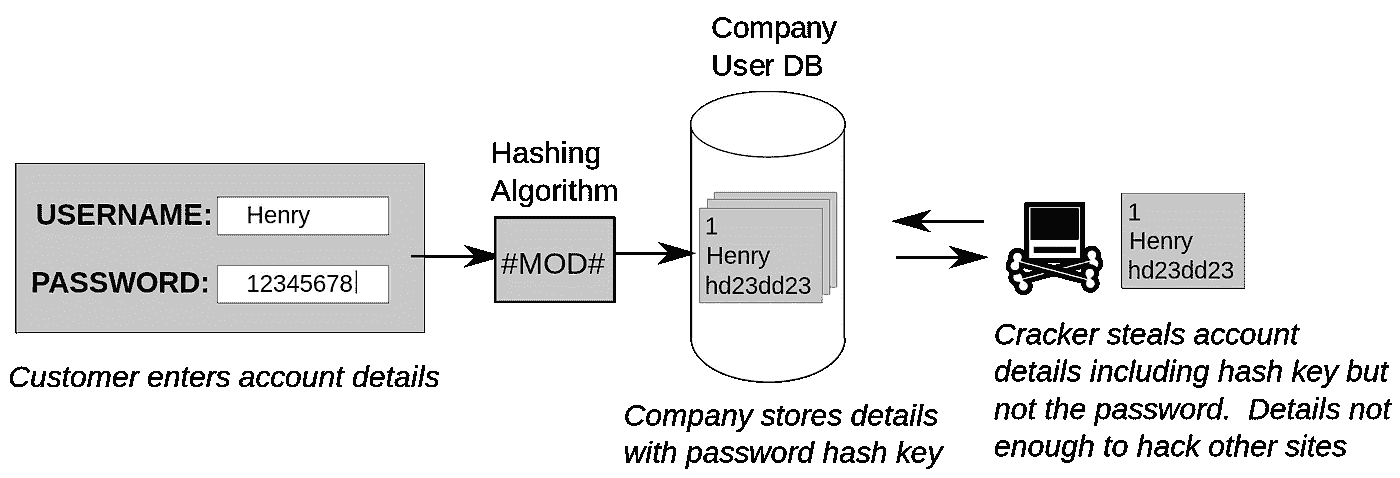 Company
User DB
Hashing
Algorithm
USERNAME: Henry
PASSWORD: 12345678
#MOD#
1
Henry
hd23dd23
1
Henry
hd23dd23
Customer enters account details
Company stores details
with password hash key
Cracker steals account
details including hash key but
not the password.  Details not
enough to hack other sites